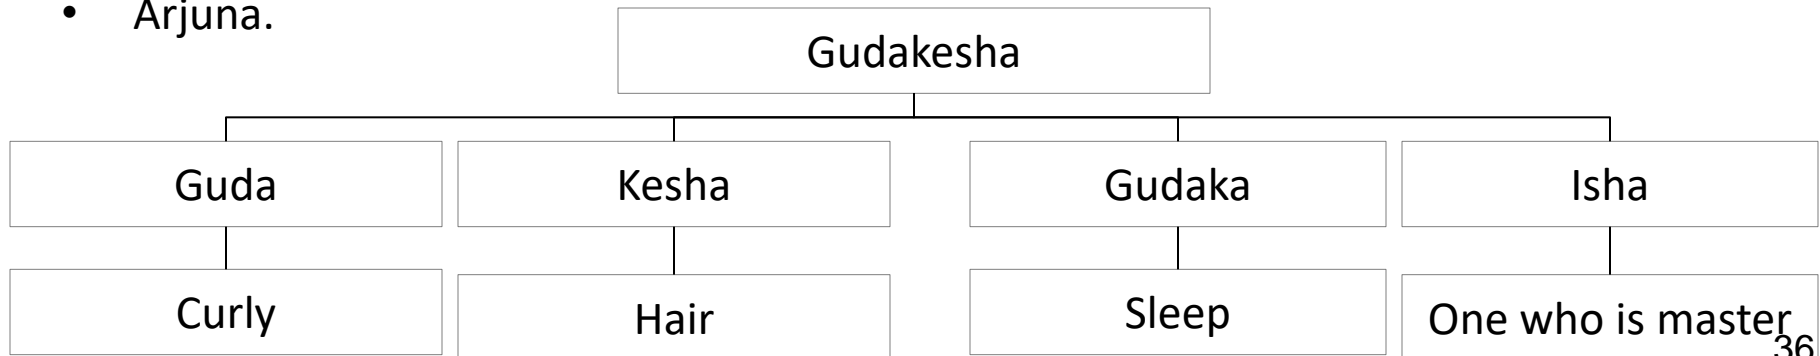 • Arjuna.
Gudakesha
Guda Kesha Gudaka Isha
Curly Hair Sleep One who is master
36